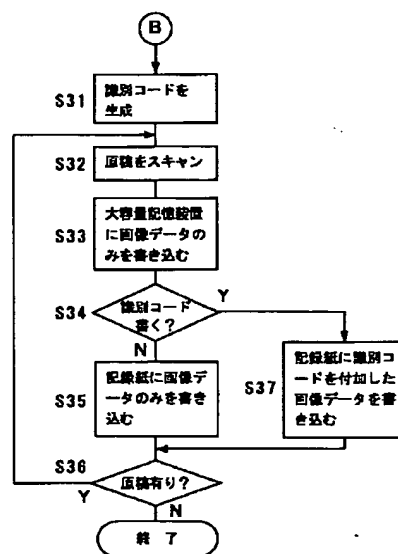 B
S31
識別コードを
生成
S32
原稿をスキャン
S33
大容量記憶装置
に画像データの
みを書き込む
S34
識別コード
書く?
Y
N
S35
記録紙に画像デー
タのみを書き込
む
S37
記録紙に識別コ
ードを付加した
画像データを書
き込む
S36
原稿有り?
Y
N
終了